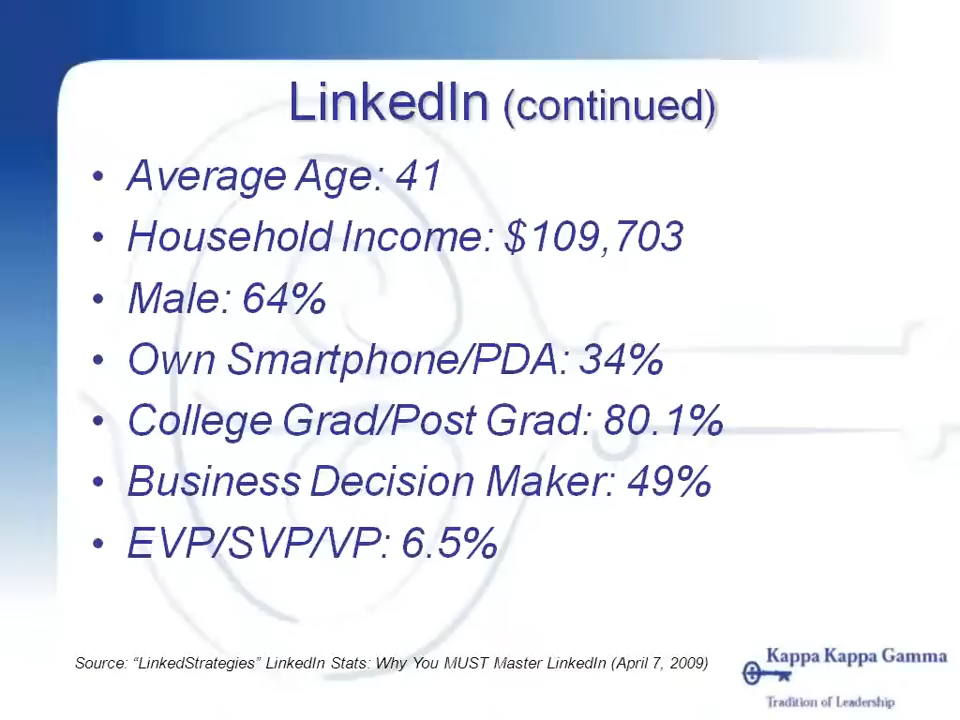 LinkedIn (continued)
• Average Age: 41
• Household Income: $109,703
• Male: 64%
• Own Smartphone/PDA: 34%
• College Grad/Post Grad: 80.1%
• Business Decision Maker: 49%
• EVP/SVP/VP: 6.5%
Source: “LinkedStrategies” LinkedIn Stats: Why You MUST Master LinkedIn (April 7, 2009)
Kappa Kappa Gamma
Tradition of Leadership